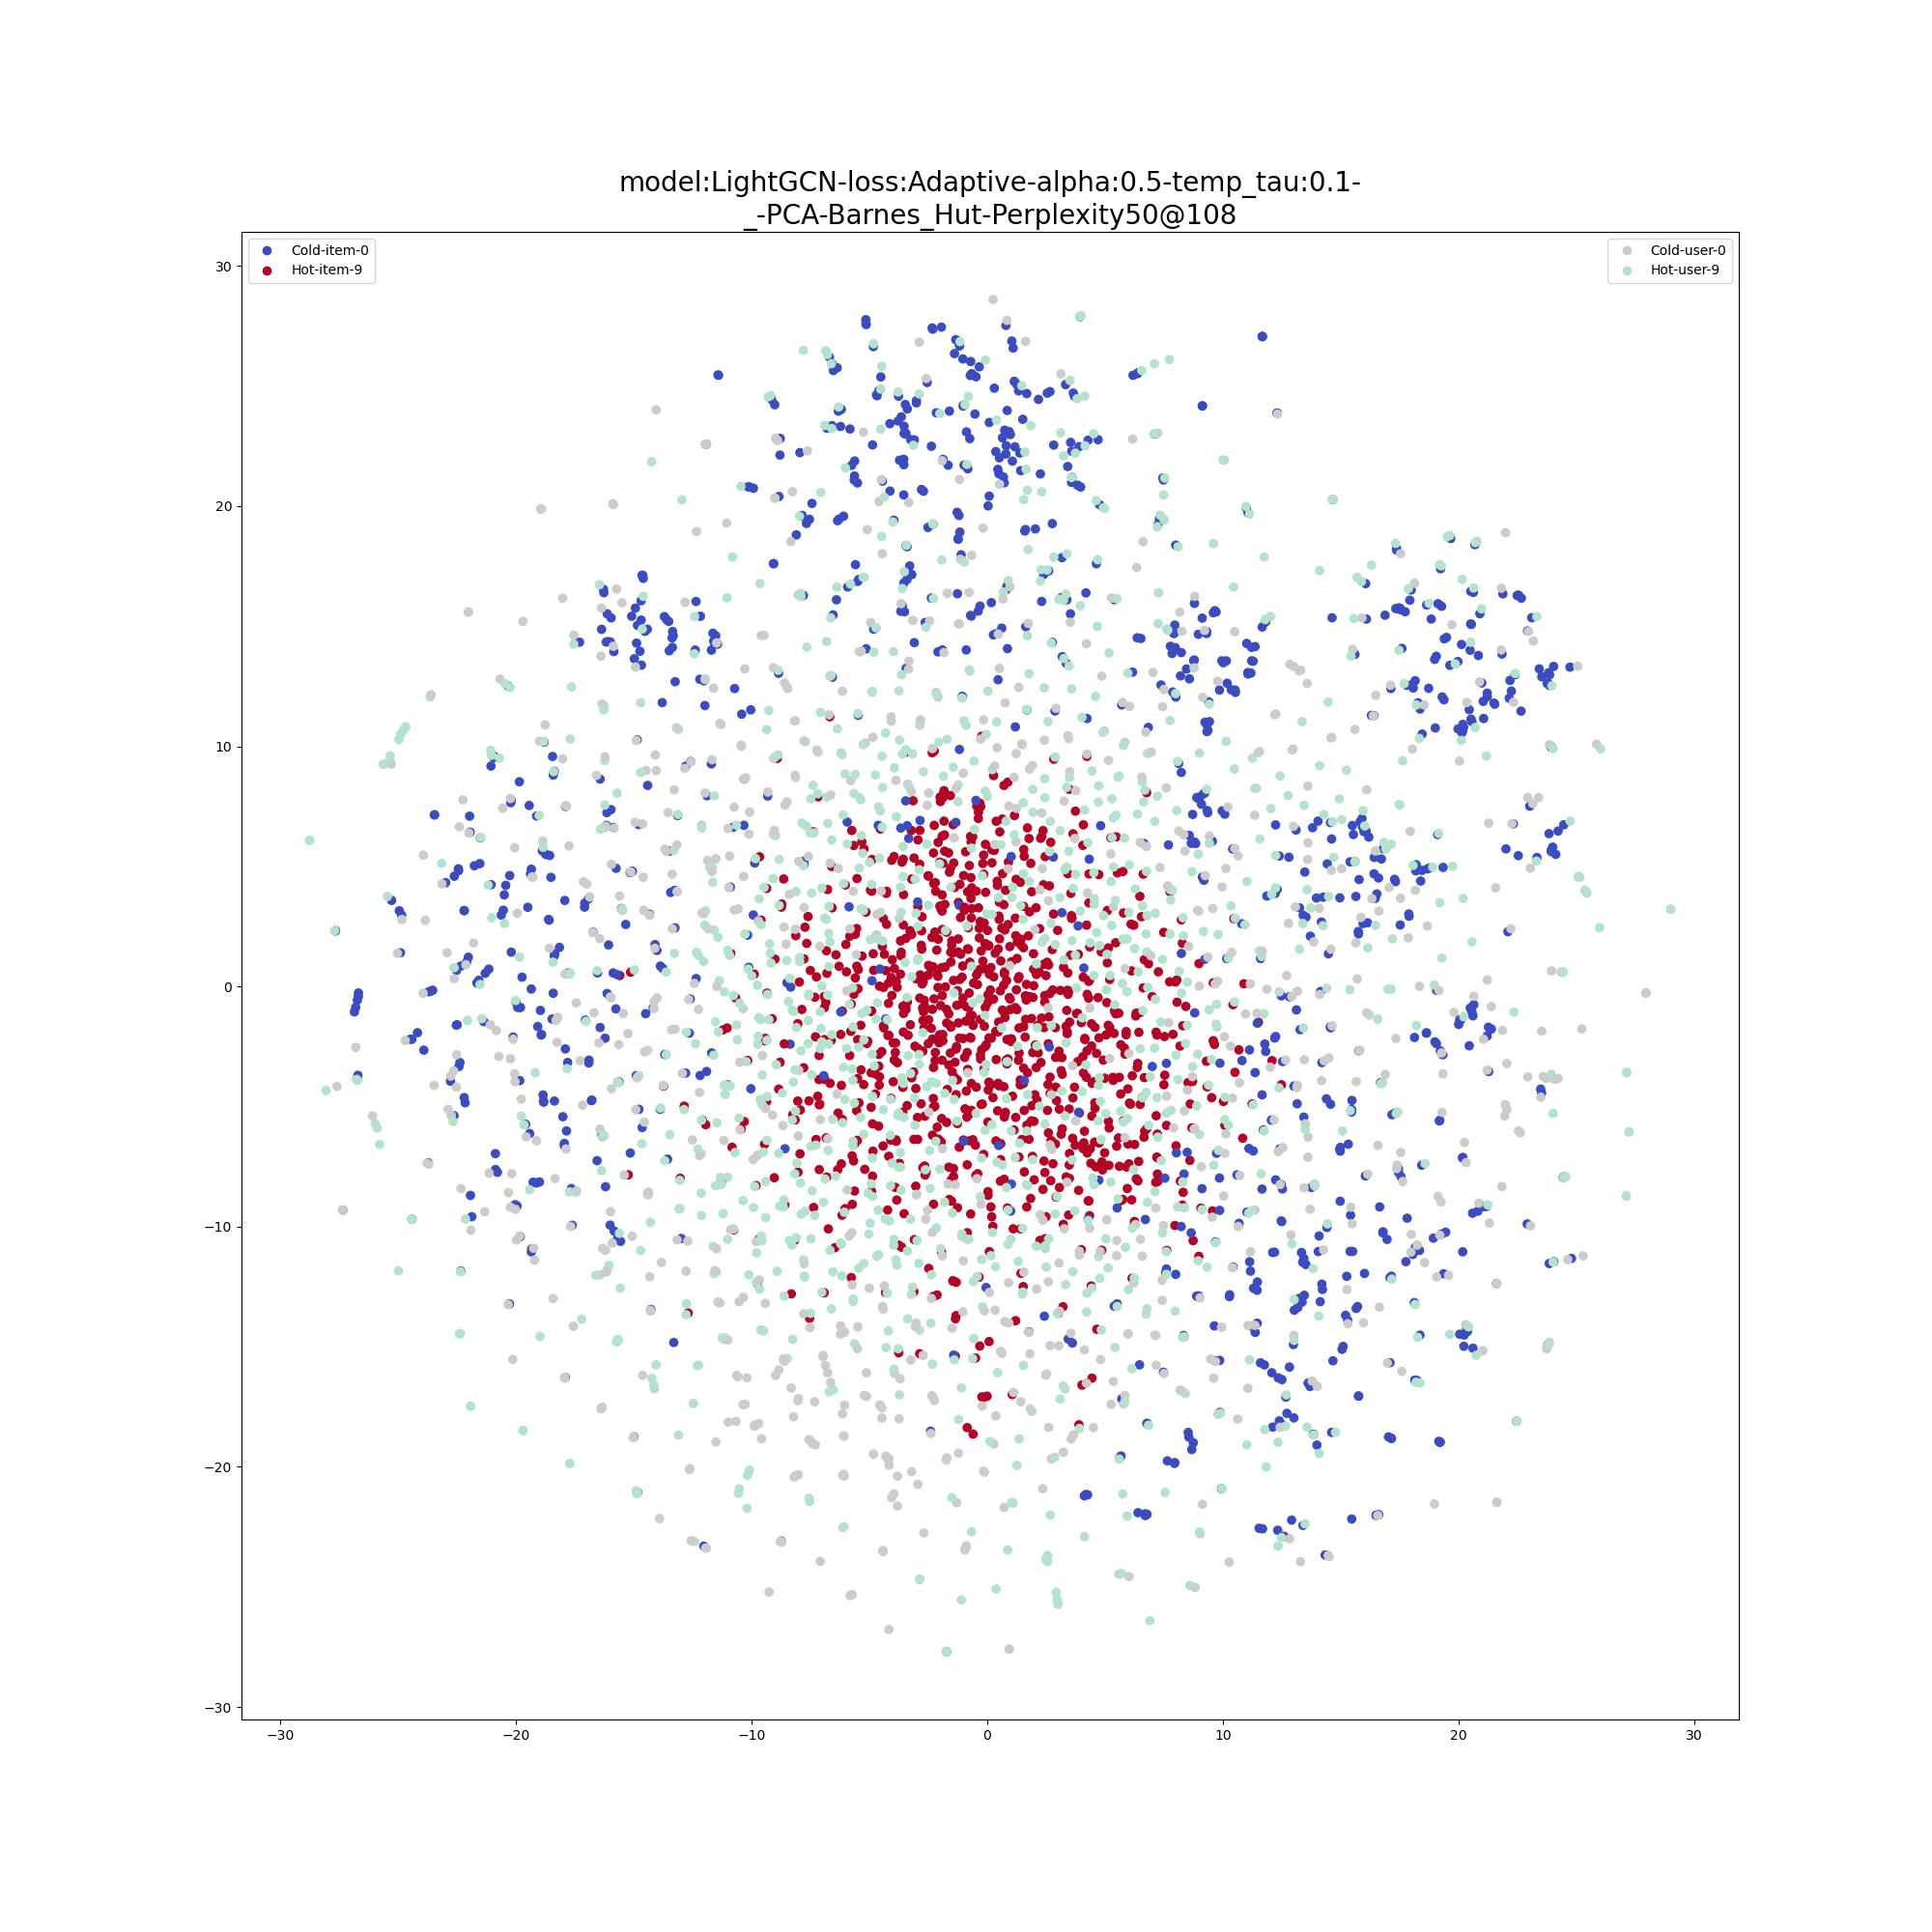 model:LightGCN-loss:Adaptive-alpha:0.5-temp_tau:0.1-
_-PCA-Barnes_Hut-Perplexity50@108
Cold-item-0
Hot-item-9
Cold-user-0
Hot-user-9
30
20
10
0
−10
−20
−30
−30
−20
−10
0
10
20
30